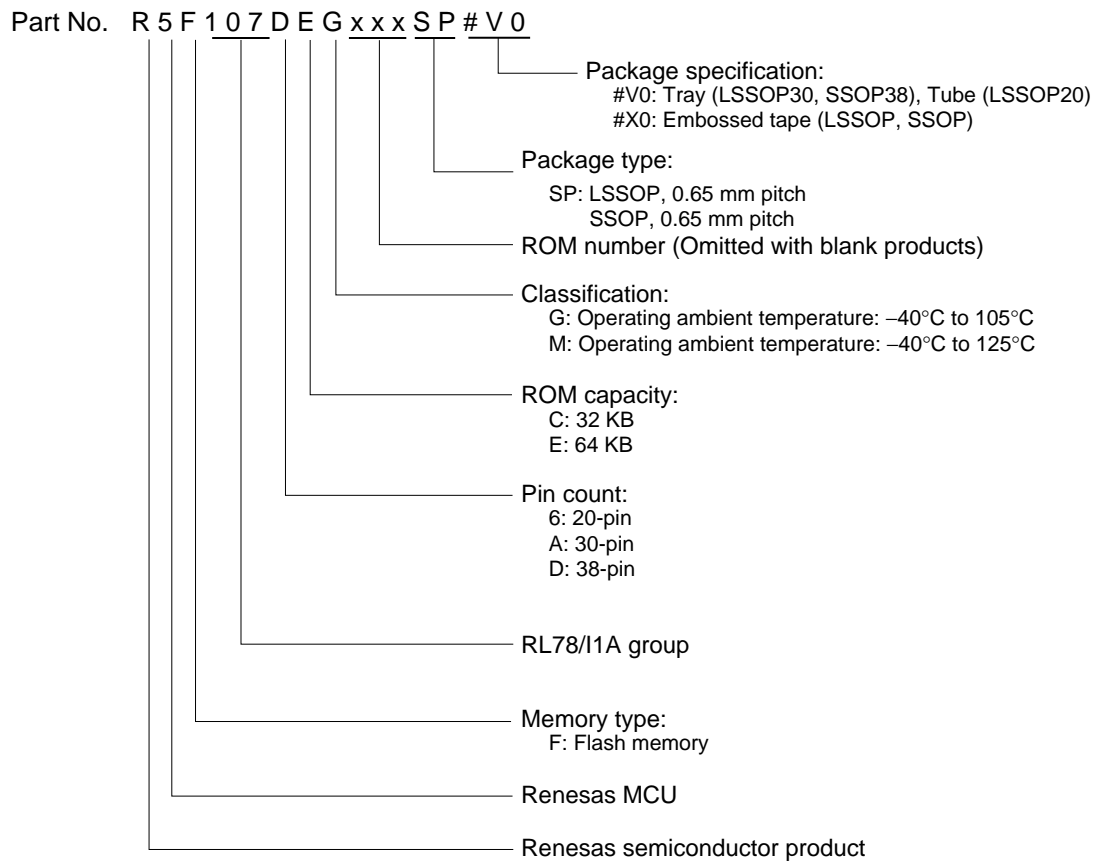 Part No. R 5 F 1 0 7 D E G x x x S P # V 0
Package specification:
#V0: Tray (LSSOP30, SSOP38), Tube (LSSOP20)
#X0: Embossed tape (LSSOP, SSOP)
Package type:
SP: LSSOP, 0.65 mm pitch
SSOP, 0.65 mm pitch
ROM number (Omitted with blank products)
Classification:
G: Operating ambient temperature: −40°C to 105°C
M: Operating ambient temperature: −40°C to 125°C
ROM capacity:
C: 32 KB
E: 64 KB
Pin count:
6: 20-pin
A: 30-pin
D: 38-pin
RL78/I1A group
Memory type:
F: Flash memory
Renesas MCU
Renesas semiconductor product